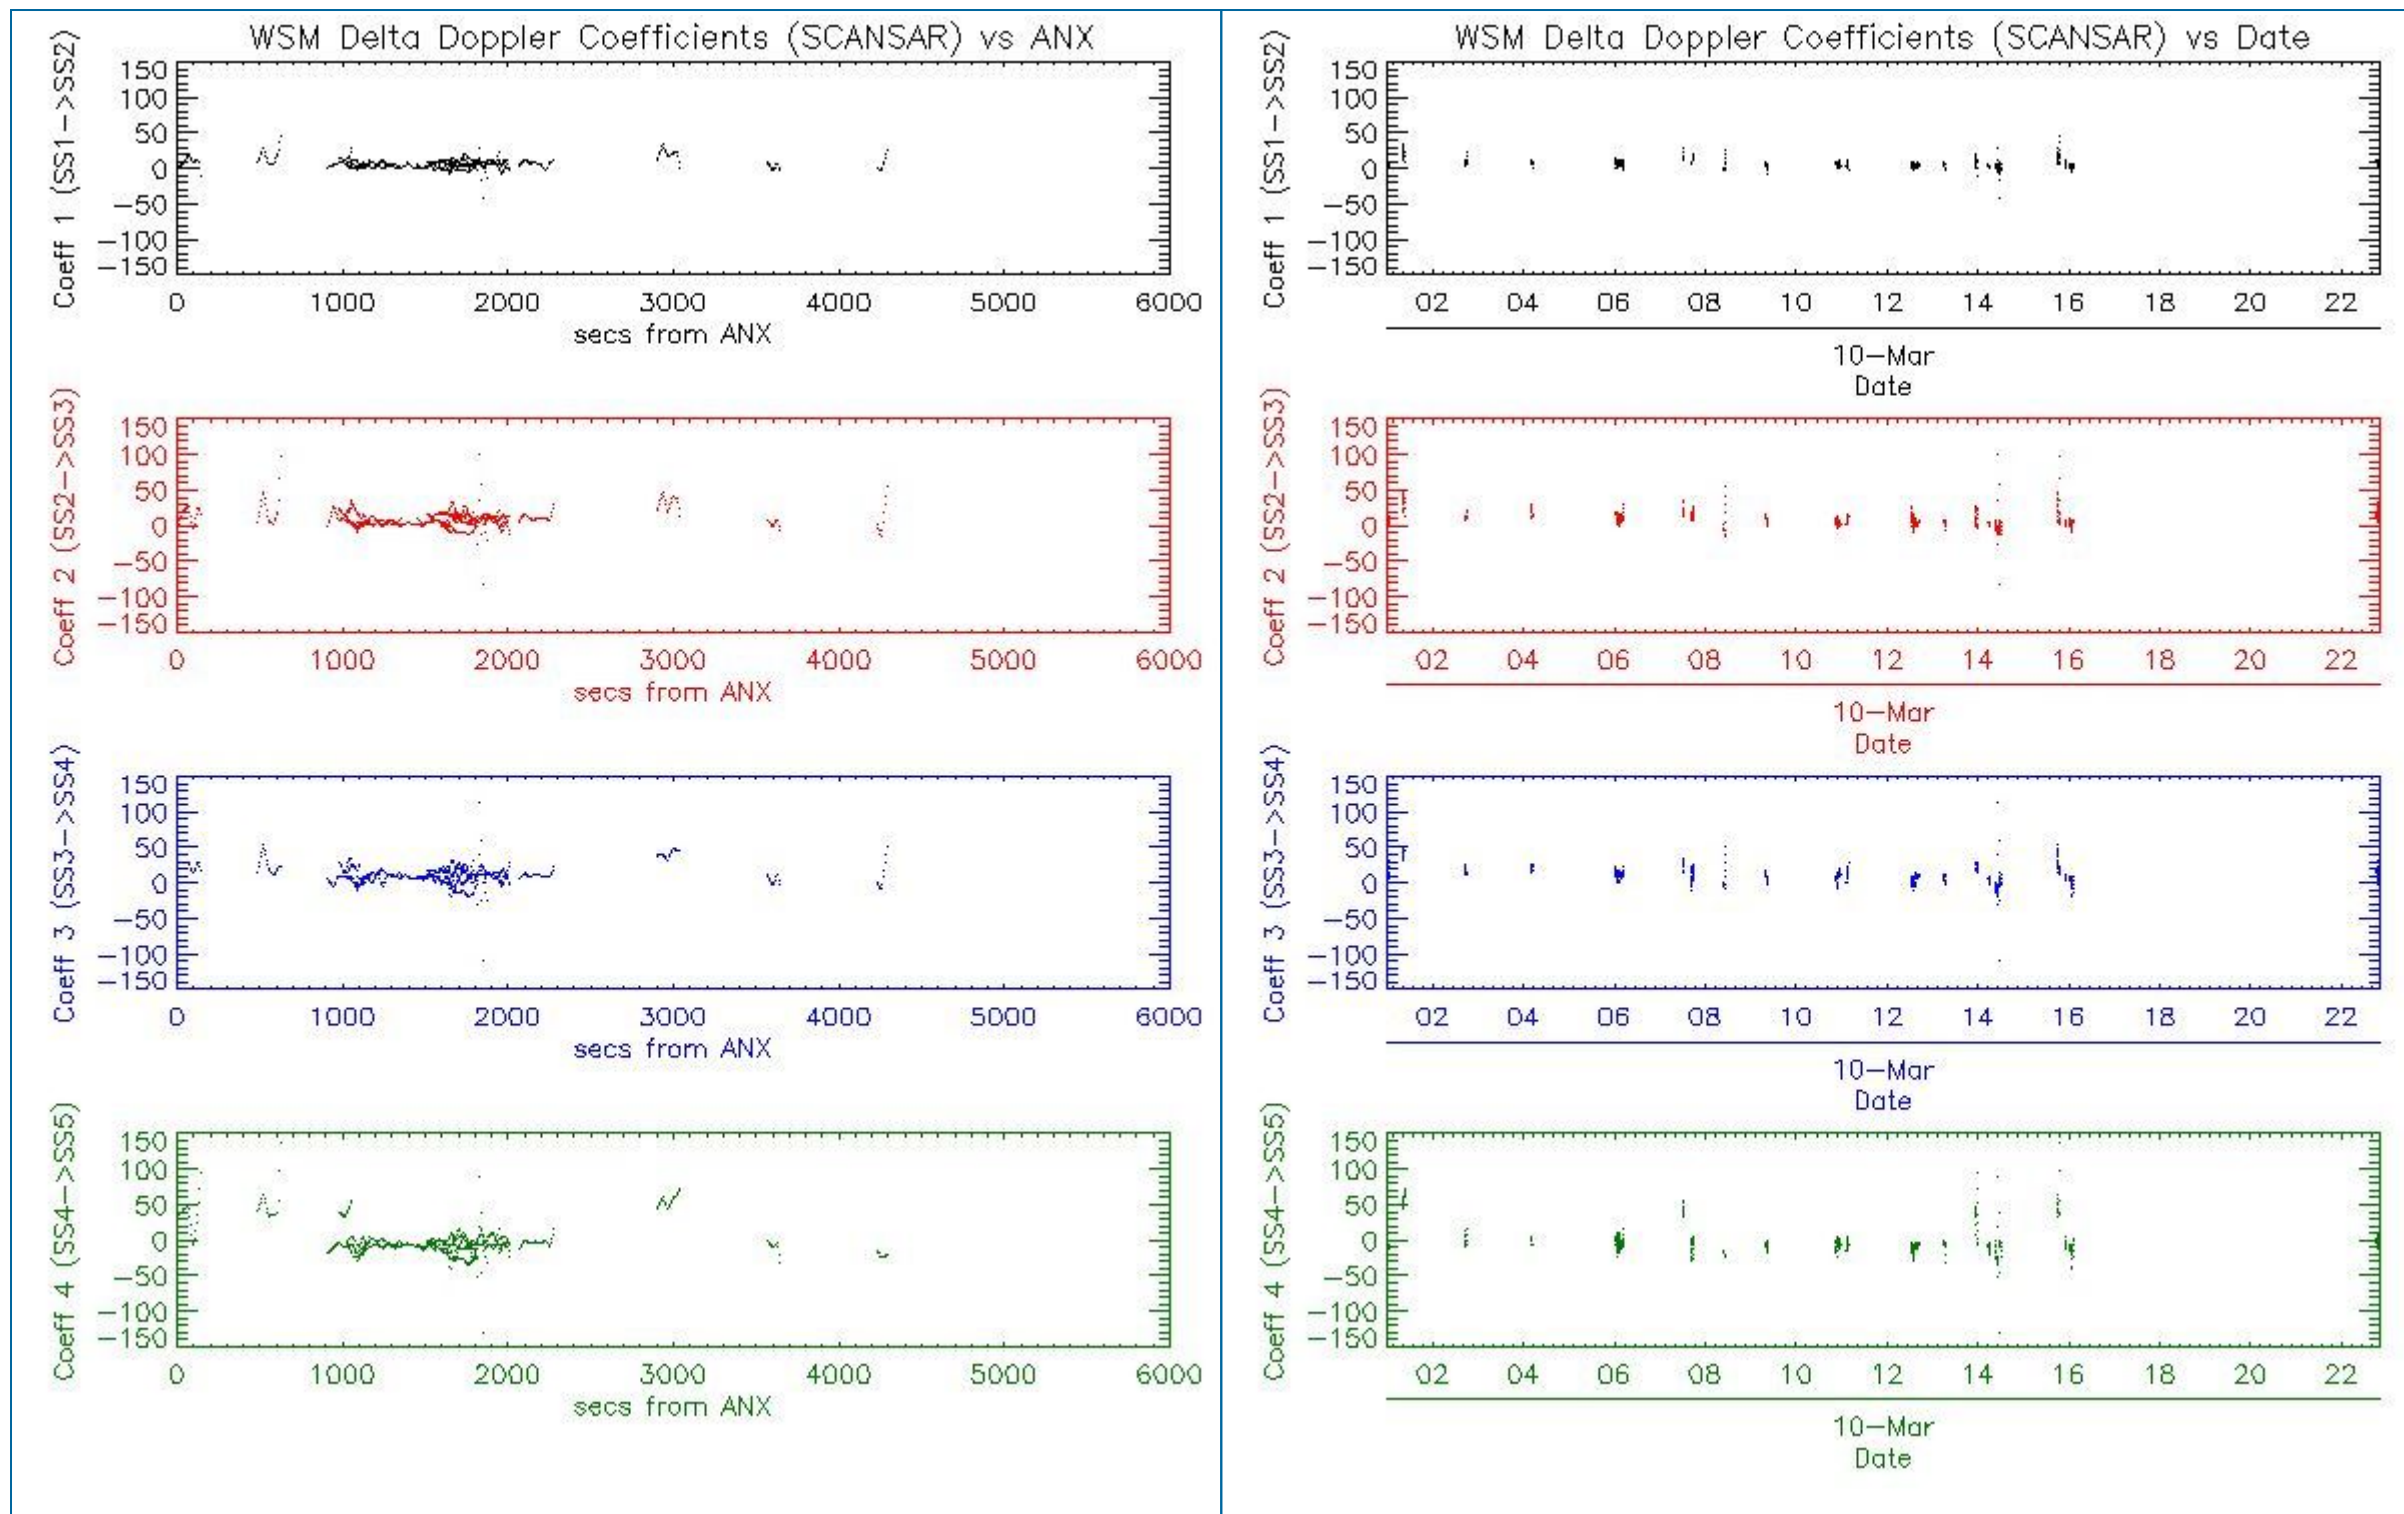 WSM Delta Doppler Coefficients (SCANSAR) vs ANX
Coeff 1 (SS1->SS2)
150
100
50
0
-50
-100
-150
0 1000 2000 3000 4000 5000 6000
secs from ANX
Coeff 2 (SS2->SS3)
150
100
50
0
-50
-100
-150
0 1000 2000 3000 4000 5000 6000
secs from ANX
Coeff 3 (SS3->SS4)
150
100
50
0
-50
-100
-150
0 1000 2000 3000 4000 5000 6000
secs from ANX
Coeff 4 (SS4->SS5)
150
100
50
0
-50
-100
-150
0 1000 2000 3000 4000 5000 6000
secs from ANX
WSM Delta Doppler Coefficients (SCANSAR) vs Date
Coeff 1 (SS1->SS2)
150
100
50
0
-50
-100
-150
02 04 06 08 10 12 14 16 18 20 22
10-Mar
Date
Coeff 2 (SS2->SS3)
150
100
50
0
-50
-100
-150
02 04 06 08 10 12 14 16 18 20 22
10-Mar
Date
Coeff 3 (SS3->SS4)
150
100
50
0
-50
-100
-150
02 04 06 08 10 12 14 16 18 20 22
10-Mar
Date
Coeff 4 (SS4->SS5)
150
100
50
0
-50
-100
-150
02 04 06 08 10 12 14 16 18 20 22
10-Mar
Date